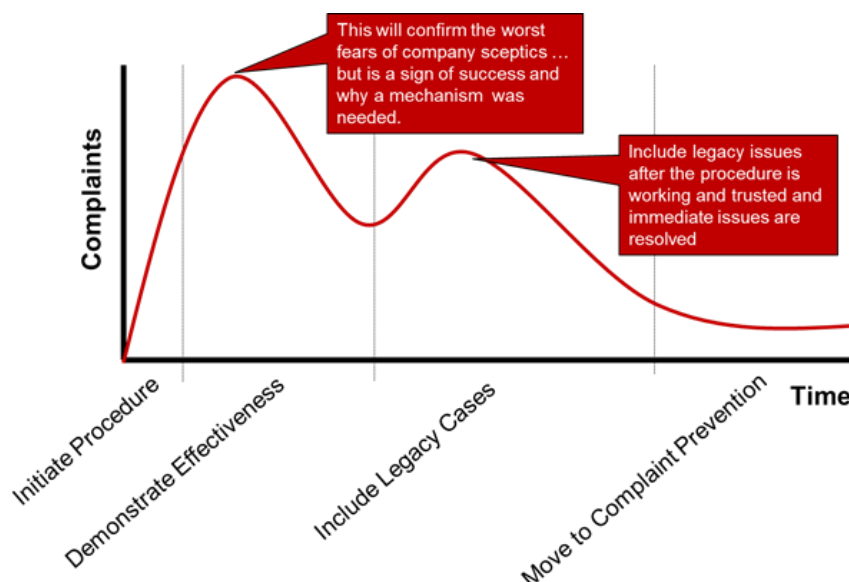 This will confirm the worst
fears of company sceptics ...
but is a sign of success and
why a mechanism was
needed.
Include legacy issues
after the procedure is
working and trusted and
immediate issues are
resolved
Complaints
Time
Initiate Procedure
Demonstrate Effectiveness
Include Legacy Cases
Move to Complaint Prevention